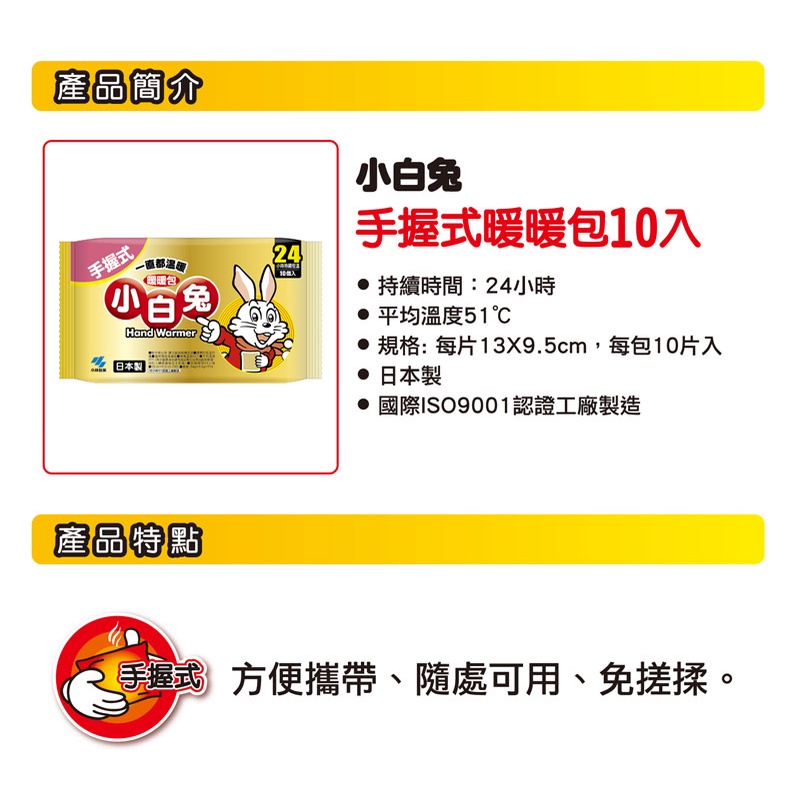 產品簡介
小白兔
手握式暖暖包10入
手握式
一直都溫暖
暖暖包
小白兔
Hand Warmer
24
10個入
小林製藥
日本製
● 持續時間：24小時
● 平均溫度51℃
● 規格: 每片13X9.5cm，每包10片入
● 日本製
● 國際ISO9001認證工廠製造
產品特點
手握式
方便攜帶、隨處可用、免搓揉。